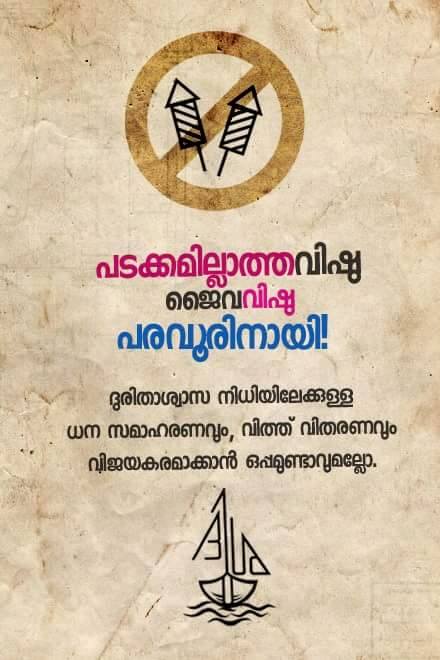 പടക്കമില്ലാത്തവിഷു
ജൈവവിഷു
പരവൂരിനായി!
ദുരിതാശ്വാസ നിധിയിലേക്കുള്ള
ധന സമാഹരണവും, വിത്ത് വിതരണവും
വിജയകരമാക്കാൻ ഒപ്പമുണ്ടാവുമല്ലോ.